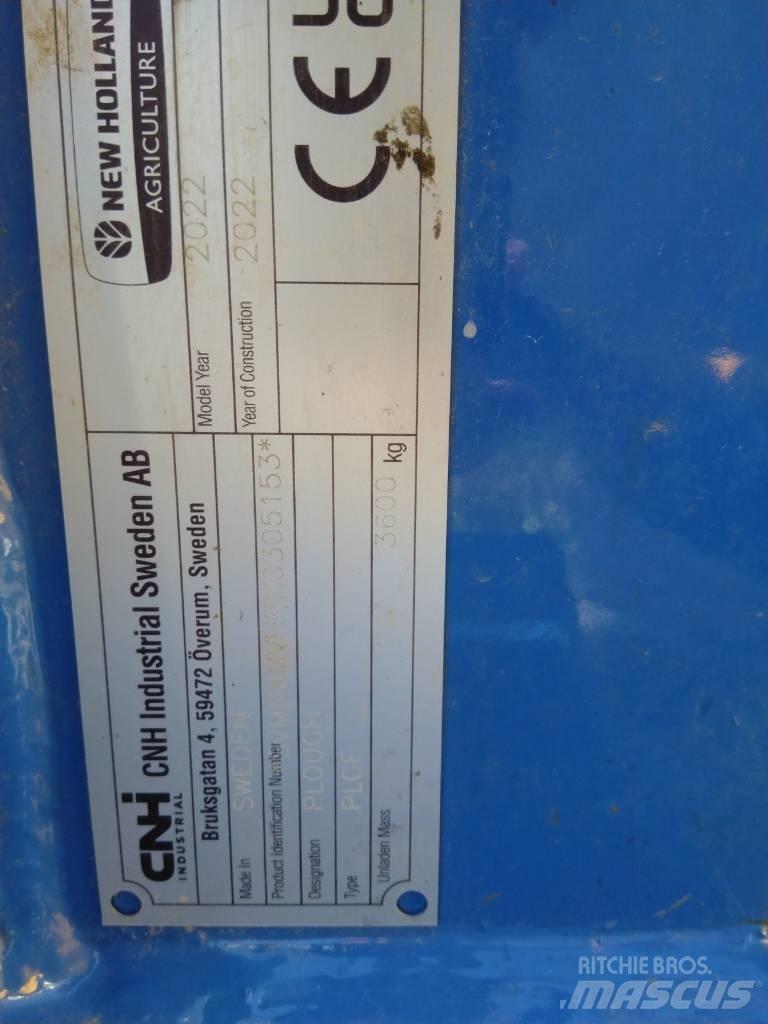 CNH INDUSTRIAL
CNH Industrial Sweden AB
NEW HOLLAND
AGRICULTURE
Bruksgatan 4, 59472 Överum, Sweden
Model Year 2022
Made In SWEDEN
Year of Construction 2022
Product Identification Number
Designation PLOUGH
Type
Unladen Mass 3600 kg
CE
RITCHIE BROS.
MASCUS